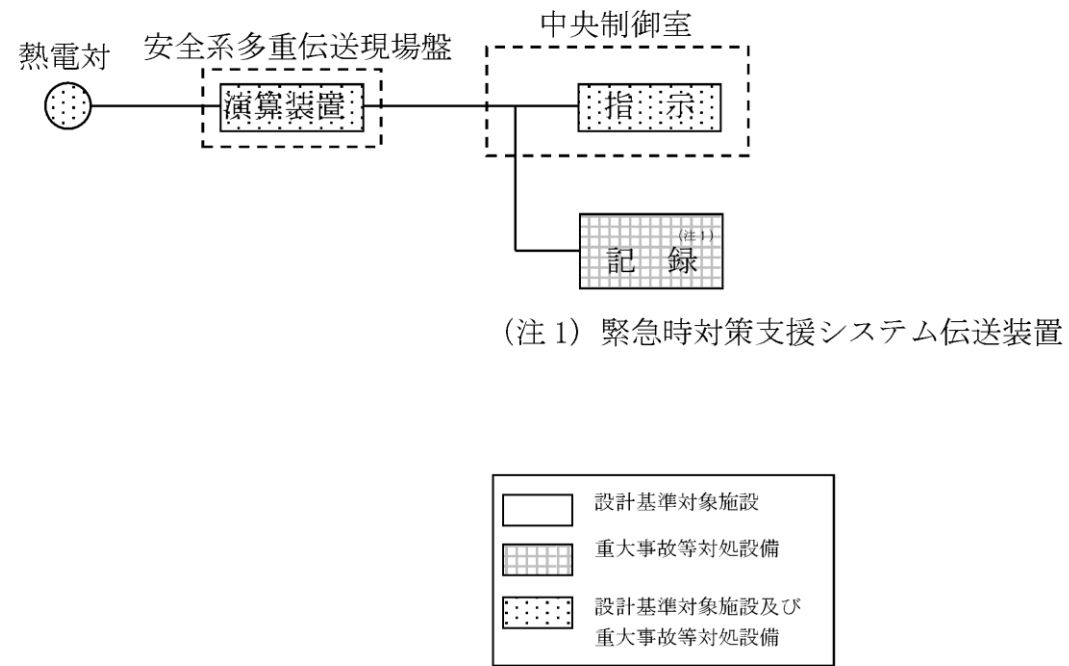 中央制御室
熱電対
安全系多重伝送現場盤
演算装置
指　示
(注1)
記　録
(注1) 緊急時対策支援システム伝送装置
設計基準対象施設
重大事故等対処設備
設計基準対象施設及び
重大事故等対処設備